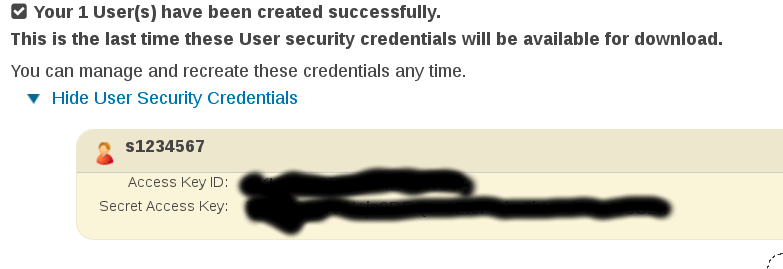 Your 1 User(s) have been created successfully.
This is the last time these User security credentials will be available for download.
You can manage and recreate these credentials any time.
Hide User Security Credentials
s1234567
Access Key ID:
Secret Access Key: